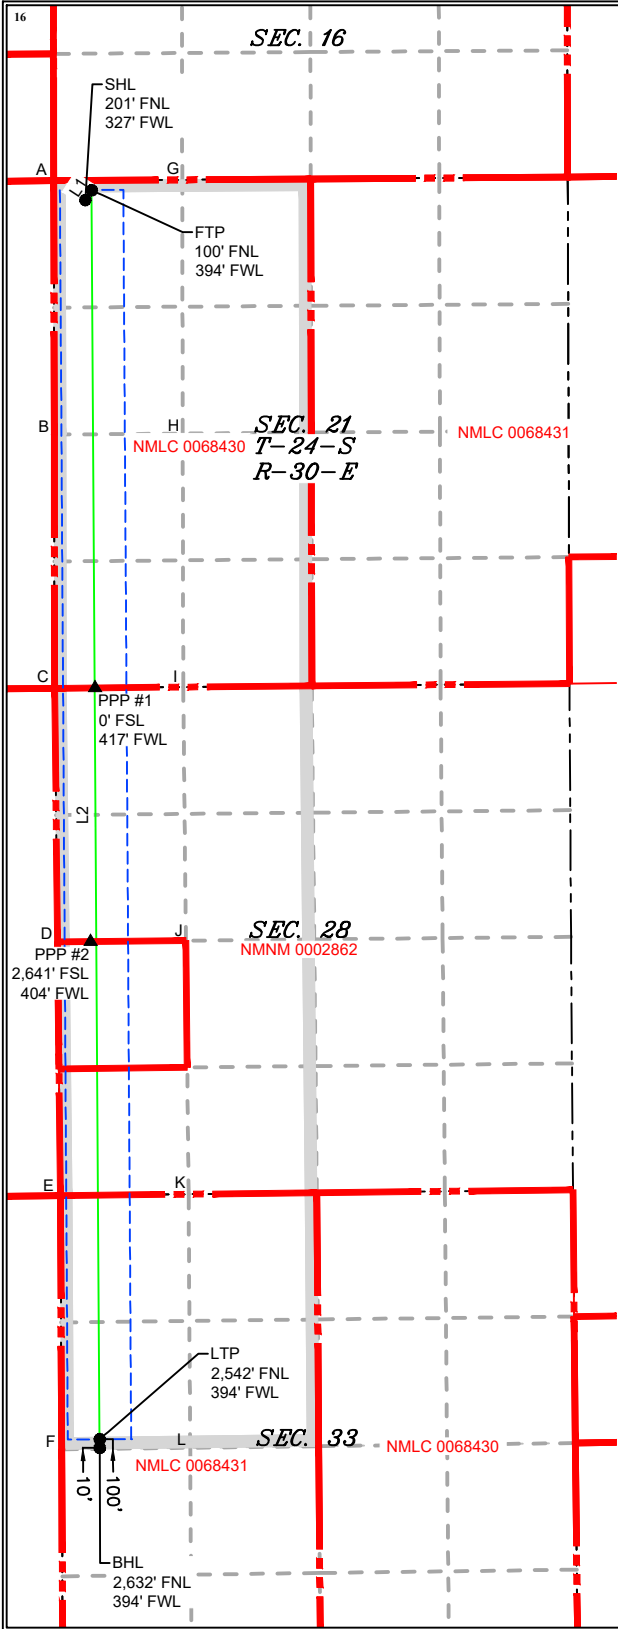 16
SEC. 16
SHL
201' FNL
327' FWL
A
G
L1
FTP
100' FNL
394' FWL
B
H
SEC. 21
T-24-S
R-30-E
NMLC 0068430
NMLC 0068431
C
I
PPP #1
0' FSL
417' FWL
L2
D
J
SEC. 28
NMNM 0002862
PPP #2
2,641' FSL
404' FWL
E
K
LTP
2,542' FNL
394' FWL
F
L
SEC. 33
NMLC 0068430
NMLC 0068431
10'
100'
BHL
2,632' FNL
394' FWL